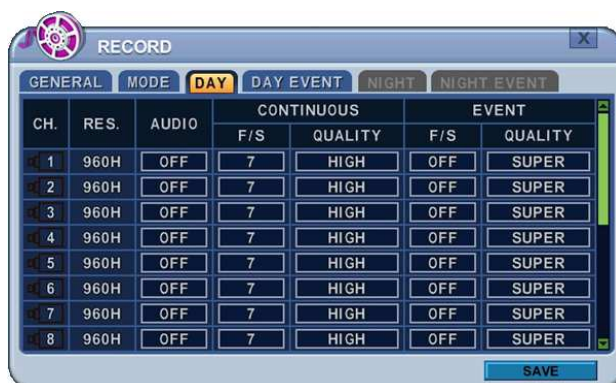 RECORD X
GENERAL MODE DAY DAY EVENT NIGHT NIGHT EVENT
CH. RES. AUDIO CONTINUOUS EVENT
F/S QUALITY F/S QUALITY
1 960H OFF 7 HIGH OFF SUPER
2 960H OFF 7 HIGH OFF SUPER
3 960H OFF 7 HIGH OFF SUPER
4 960H OFF 7 HIGH OFF SUPER
5 960H OFF 7 HIGH OFF SUPER
6 960H OFF 7 HIGH OFF SUPER
7 960H OFF 7 HIGH OFF SUPER
8 960H OFF 7 HIGH OFF SUPER
SAVE